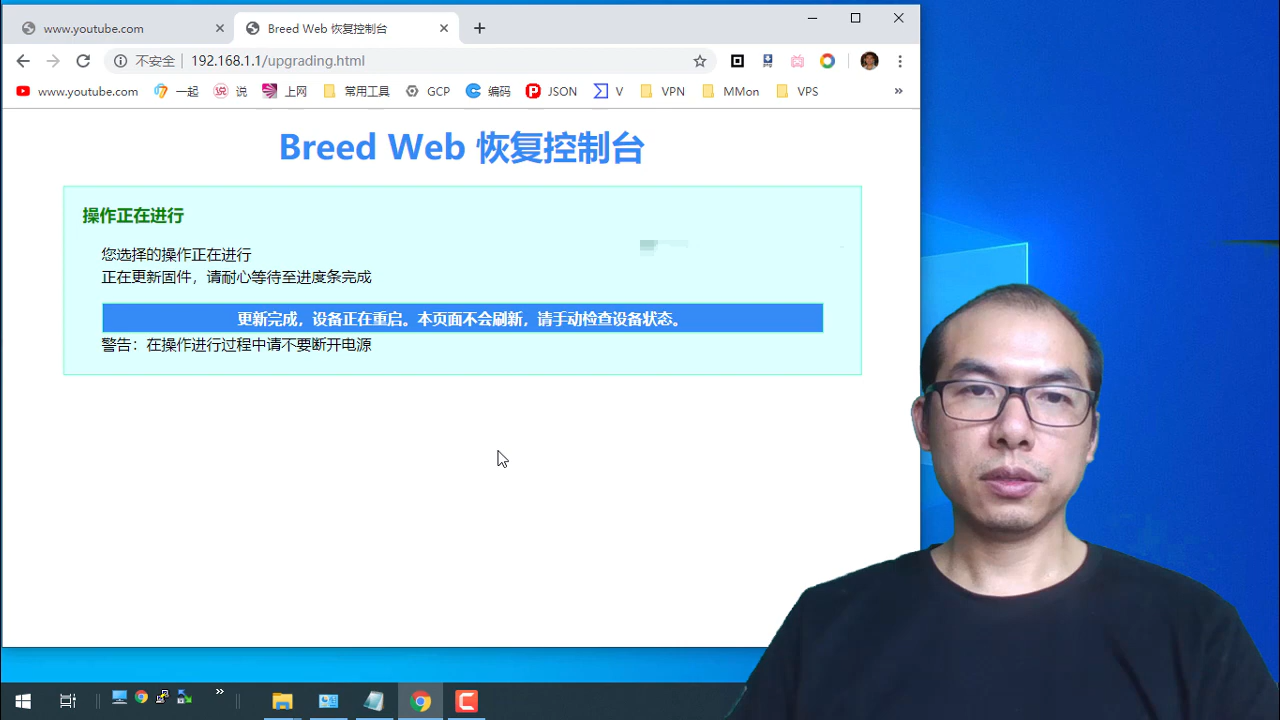 www.youtube.com
Breed Web 恢复控制台
不安全
192.168.1.1/upgrading.html
www.youtube.com
一起
说
上网
常用工具
GCP
编码
JSON
V
VPN
MMon
VPS
Breed Web 恢复控制台
操作正在进行
您选择的操作正在进行
正在更新固件，请耐心等待至进度条完成
更新完成，设备正在重启。本页面不会刷新，请手动检查设备状态。
警告：在操作进行过程中请不要断开电源